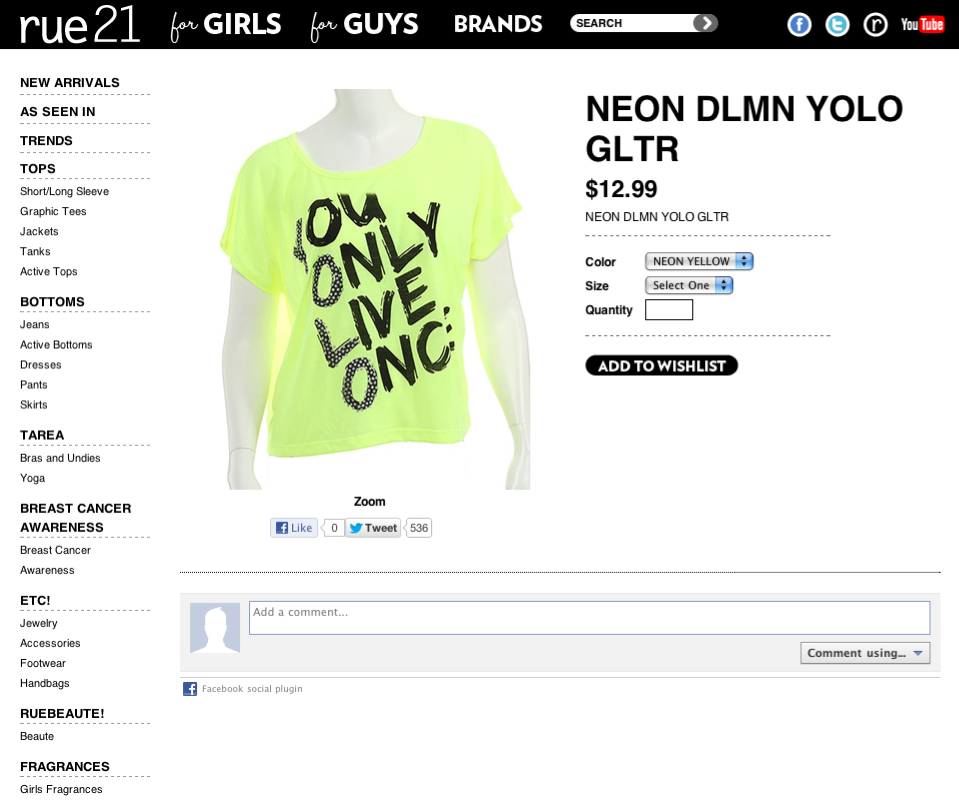 rue21
for GIRLS
for GUYS
BRANDS
SEARCH
f
t
r
You Tube
NEW ARRIVALS
AS SEEN IN
TRENDS
TOPS
Short/Long Sleeve
Graphic Tees
Jackets
Tanks
Active Tops
BOTTOMS
Jeans
Active Bottoms
Dresses
Pants
Skirts
TAREA
Bras and Undies
Yoga
BREAST CANCER
AWARENESS
Breast Cancer
Awareness
ETC!
Jewelry
Accessories
Footwear
Handbags
RUEBEAUTE!
Beaute
FRAGRANCES
Girls Fragrances
YOU
ONLY
LIVE
ONCE
Zoom
Like 0 Tweet 536
NEON DLMN YOLO
GLTR
$12.99
NEON DLMN YOLO GLTR
Color NEON YELLOW
Size Select One
Quantity
ADD TO WISHLIST
Add a comment...
Comment using...
Facebook social plugin